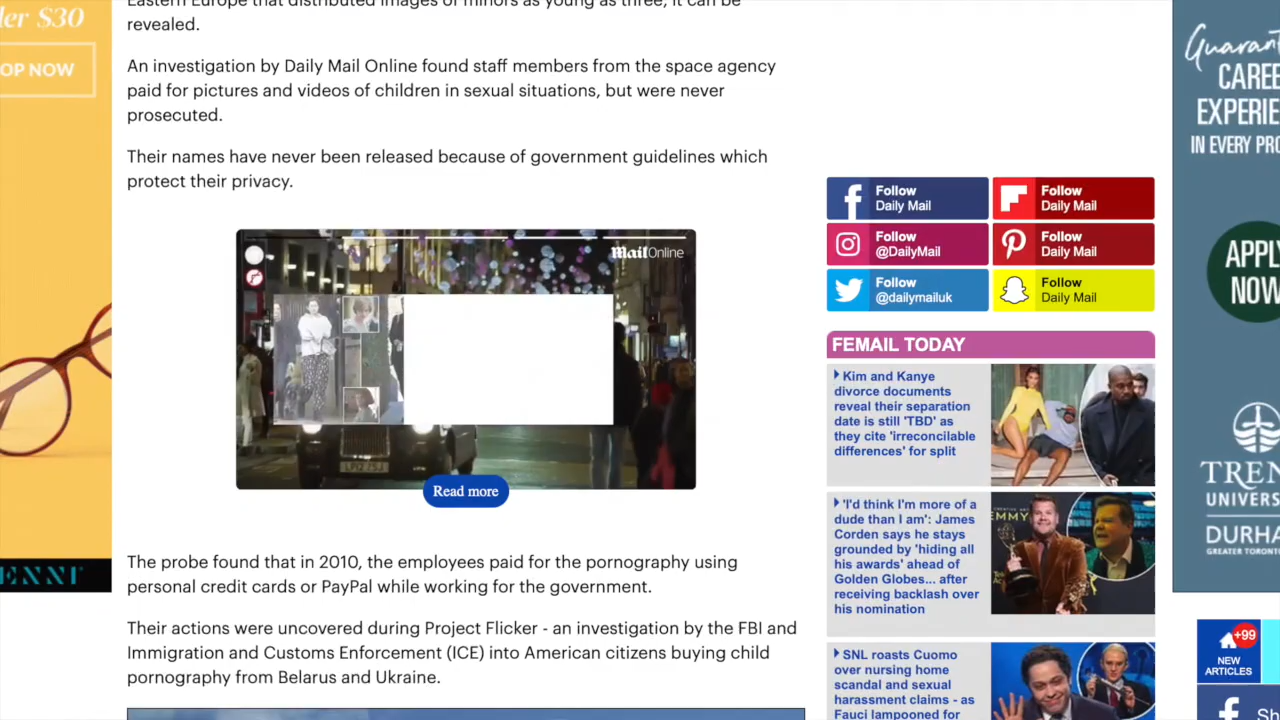 Eastern Europe that distributed images of minors as young as three, it can be
revealed.
An investigation by Daily Mail Online found staff members from the space agency
paid for pictures and videos of children in sexual situations, but were never
prosecuted.
Their names have never been released because of government guidelines which
protect their privacy.
Mail Online
Read more
The probe found that in 2010, the employees paid for the pornography using
personal credit cards or PayPal while working for the government.
Their actions were uncovered during Project Flicker - an investigation by the FBI and
Immigration and Customs Enforcement (ICE) into American citizens buying child
pornography from Belarus and Ukraine.
$30
OP NOW
ENNI
Follow
Daily Mail
Follow
Daily Mail
Follow
@DailyMail
Follow
Daily Mail
Follow
@dailymailuk
Follow
Daily Mail
FEMAIL TODAY
Kim and Kanye
divorce documents
reveal their separation
date is still 'TBD' as
they cite 'irreconcilable
differences' for split
'I'd think I'm more of a
dude than I am': James
Corden says he stays
grounded by 'hiding all
his awards' ahead of
Golden Globes... after
receiving backlash over
his nomination
EMMY
SNL roasts Cuomo
over nursing home
scandal and sexual
harassment claims - as
Fauci lampooned for
Guarant
CAREE
EXPERIE
IN EVERY PRO
APPLY
NOW
TREN
UNIVERS
DURHA
GREATER TORONTO
+99
NEW
ARTICLES
Sh